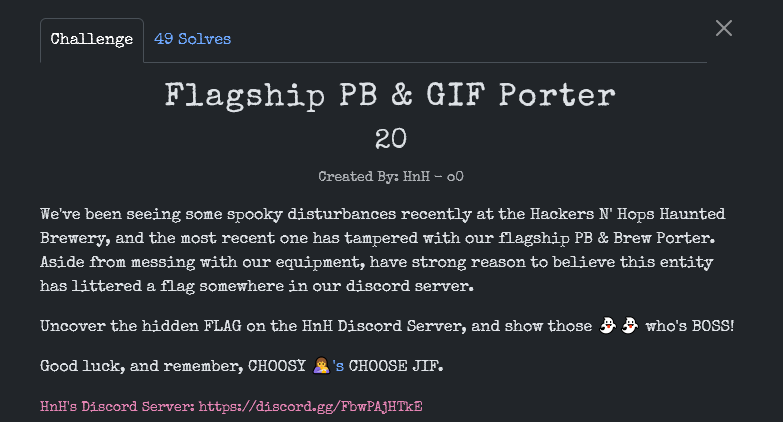 Challenge
49 Solves
Flagship PB & GIF Porter
20
Created By: HnH - o0
We've been seeing some spooky disturbances recently at the Hackers N' Hops Haunted
Brewery, and the most recent one has tampered with our flagship PB & Brew Porter.
Aside from messing with our equipment, have strong reason to believe this entity
has littered a flag somewhere in our discord server.
Uncover the hidden FLAG on the HnH Discord Server, and show those 👻👻 who's BOSS!
Good luck, and remember, CHOOSY 🤱's CHOOSE JIF.
HnH's Discord Server: https://discord.gg/FbwPAjHTkE